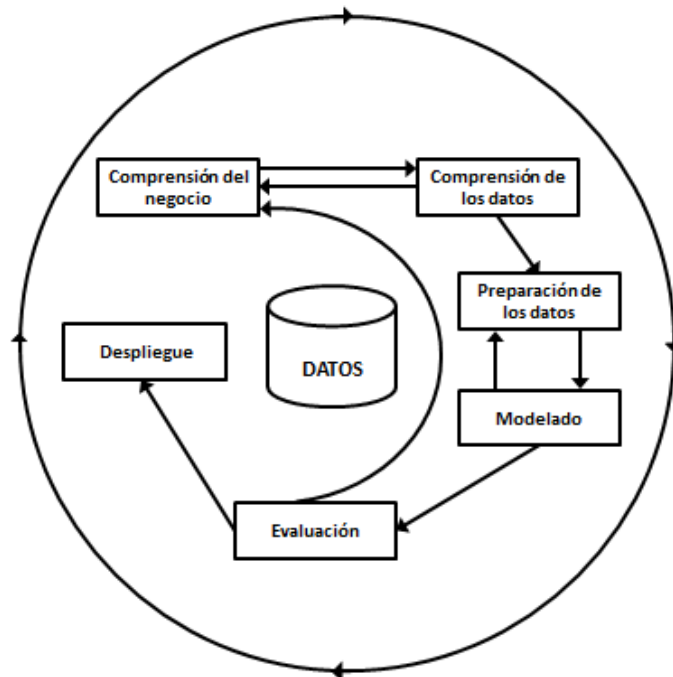 Comprensión del
negocio
Comprensión de
los datos
Preparación de
los datos
Despliegue
DATOS
Modelado
Evaluación